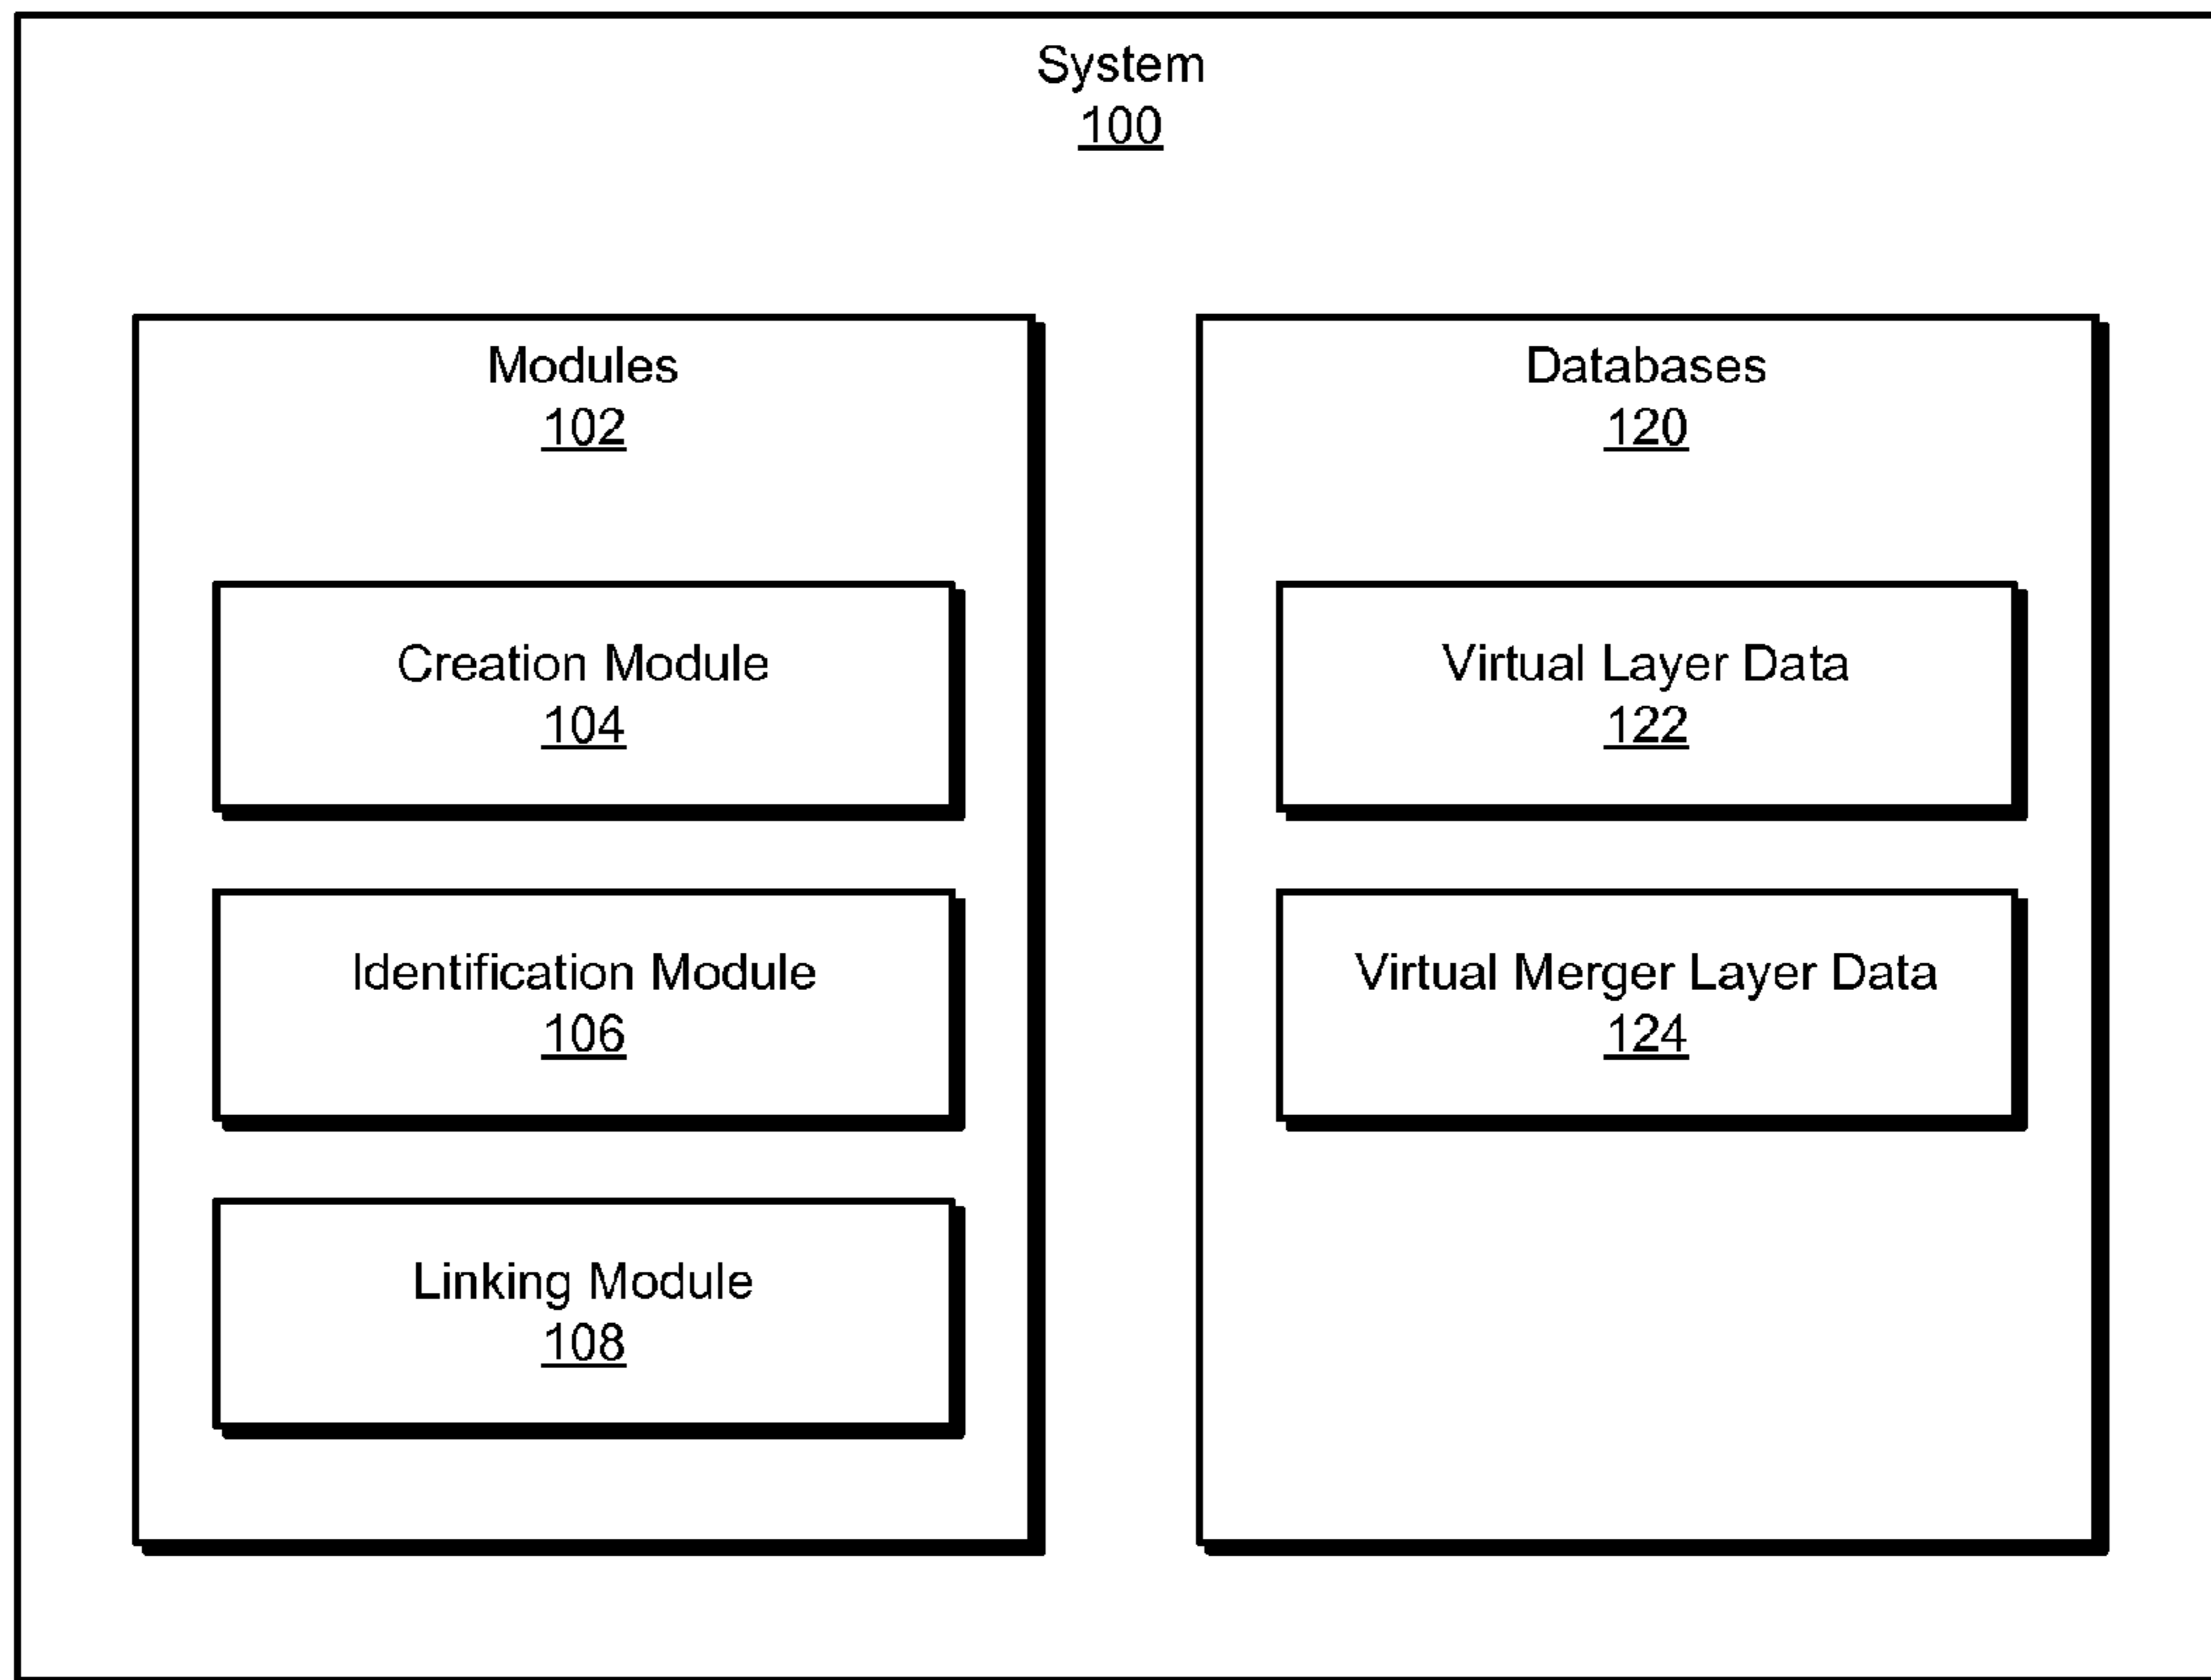 System
100
Modules
102
Creation Module
104
Identification Module
106
Linking Module
108
Databases
120
Virtual Layer Data
122
Virtual Merger Layer Data
124